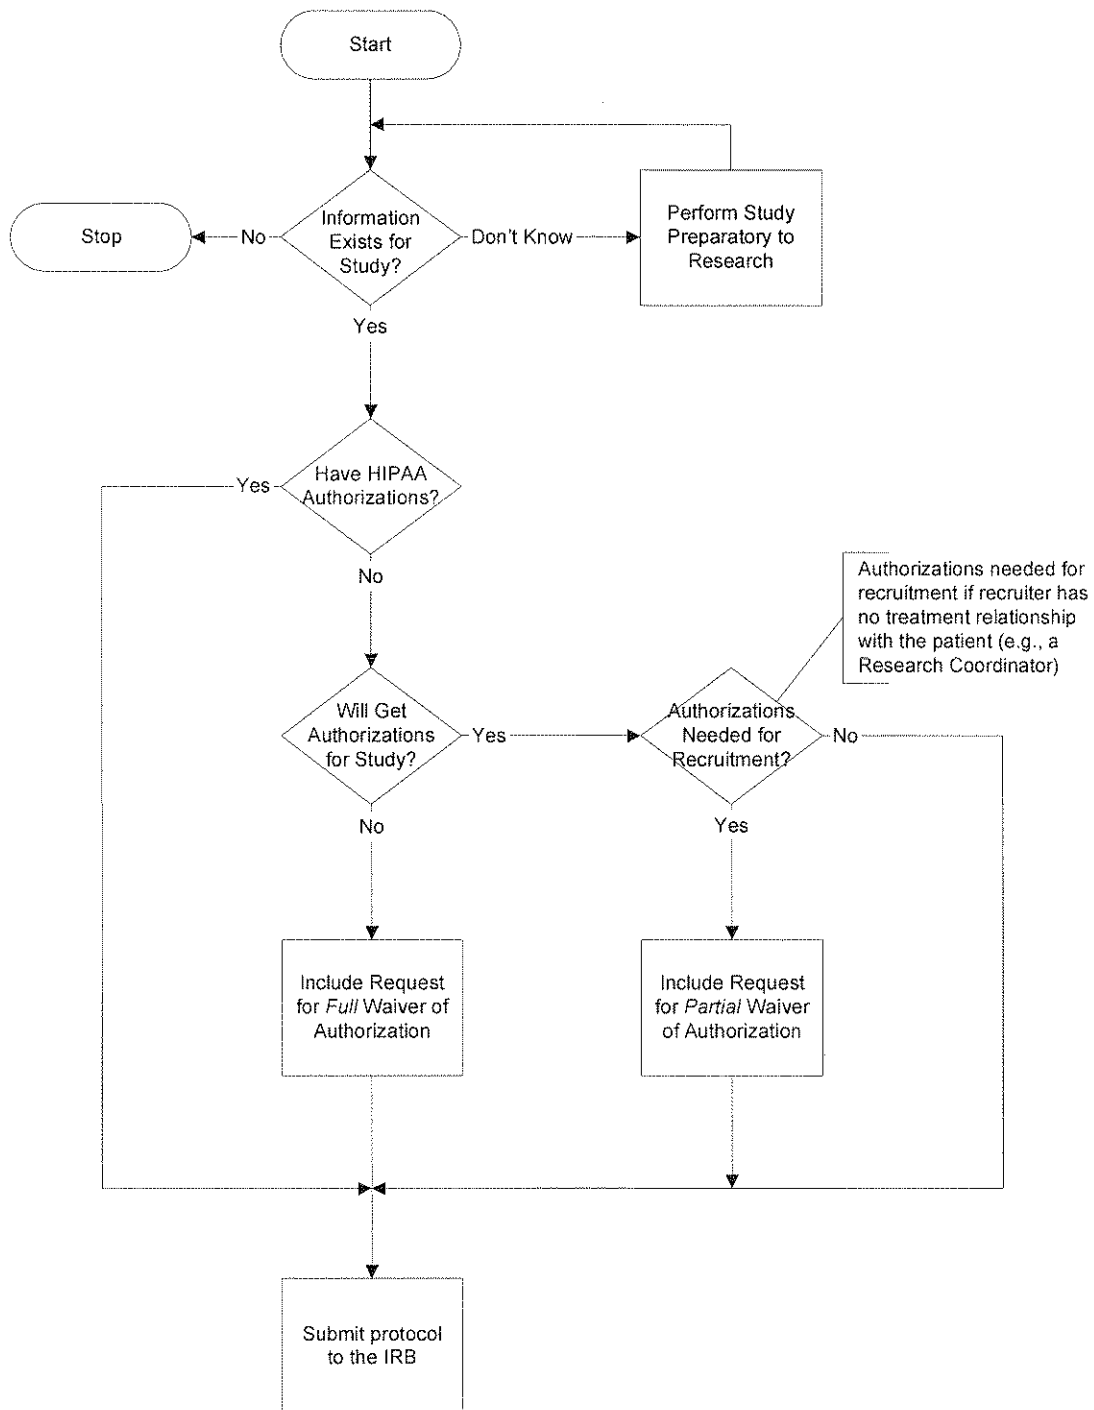 Start
Information
Exists for
Study?
No
Stop
Don't Know
Perform Study
Preparatory to
Research
Yes
Have HIPAA
Authorizations?
Yes
No
Authorizations needed for
recruitment if recruiter has
no treatment relationship
with the patient (e.g., a
Research Coordinator)
Will Get
Authorizations
for Study?
Yes
Authorizations
Needed for
Recruitment?
No
No
Yes
Include Request
for Full Waiver of
Authorization
Include Request
for Partial Waiver
of Authorization
Submit protocol
to the IRB